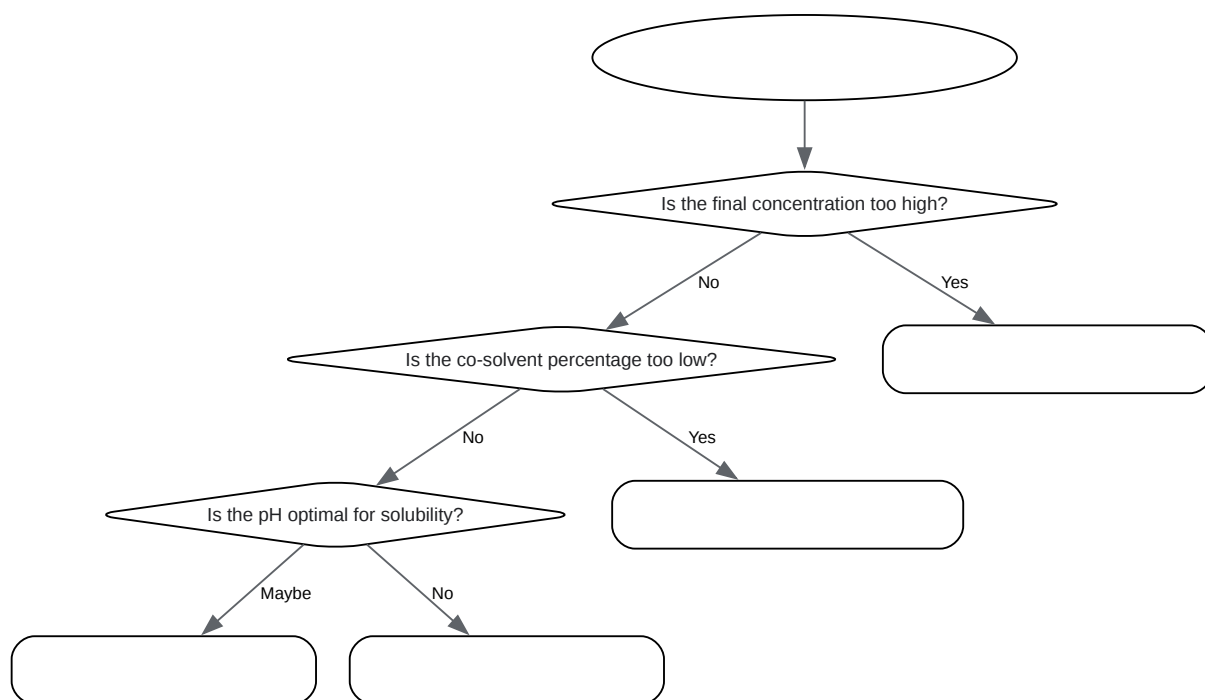 Is the final concentration too high?
No
Yes
Is the co-solvent percentage too low?
No
Yes
Is the pH optimal for solubility?
Maybe
No